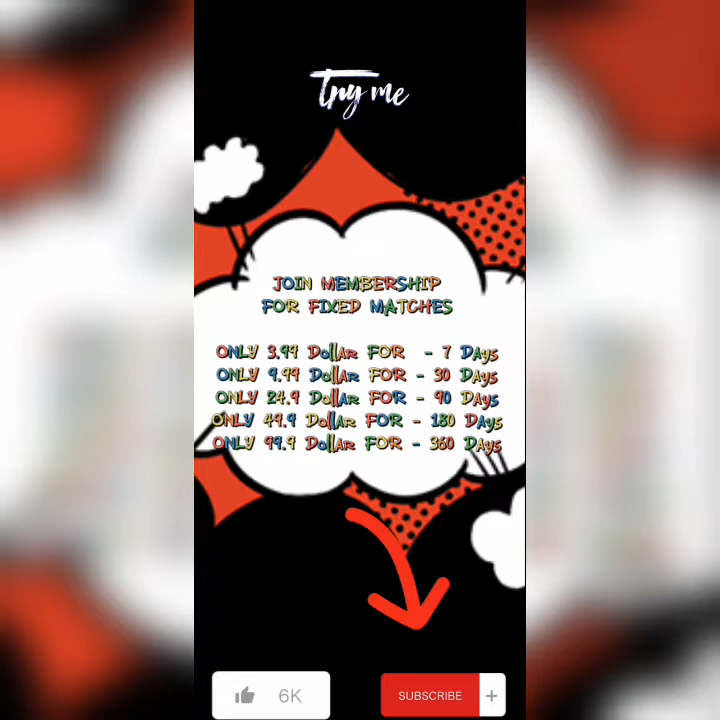 Try me
JOIN MEMBERSHIP
FOR FIXED MATCHES
ONLY 3.99 DollAR FOR - 7 DAys
ONLY 9.99 DollAR FOR - 30 DAys
ONLY 24.9 DollAR FOR - 90 DAys
ONLY 49.9 DollAR FOR - 180 DAys
ONLY 99.9 DollAR FOR - 360 DAys
6K
SUBSCRIBE +